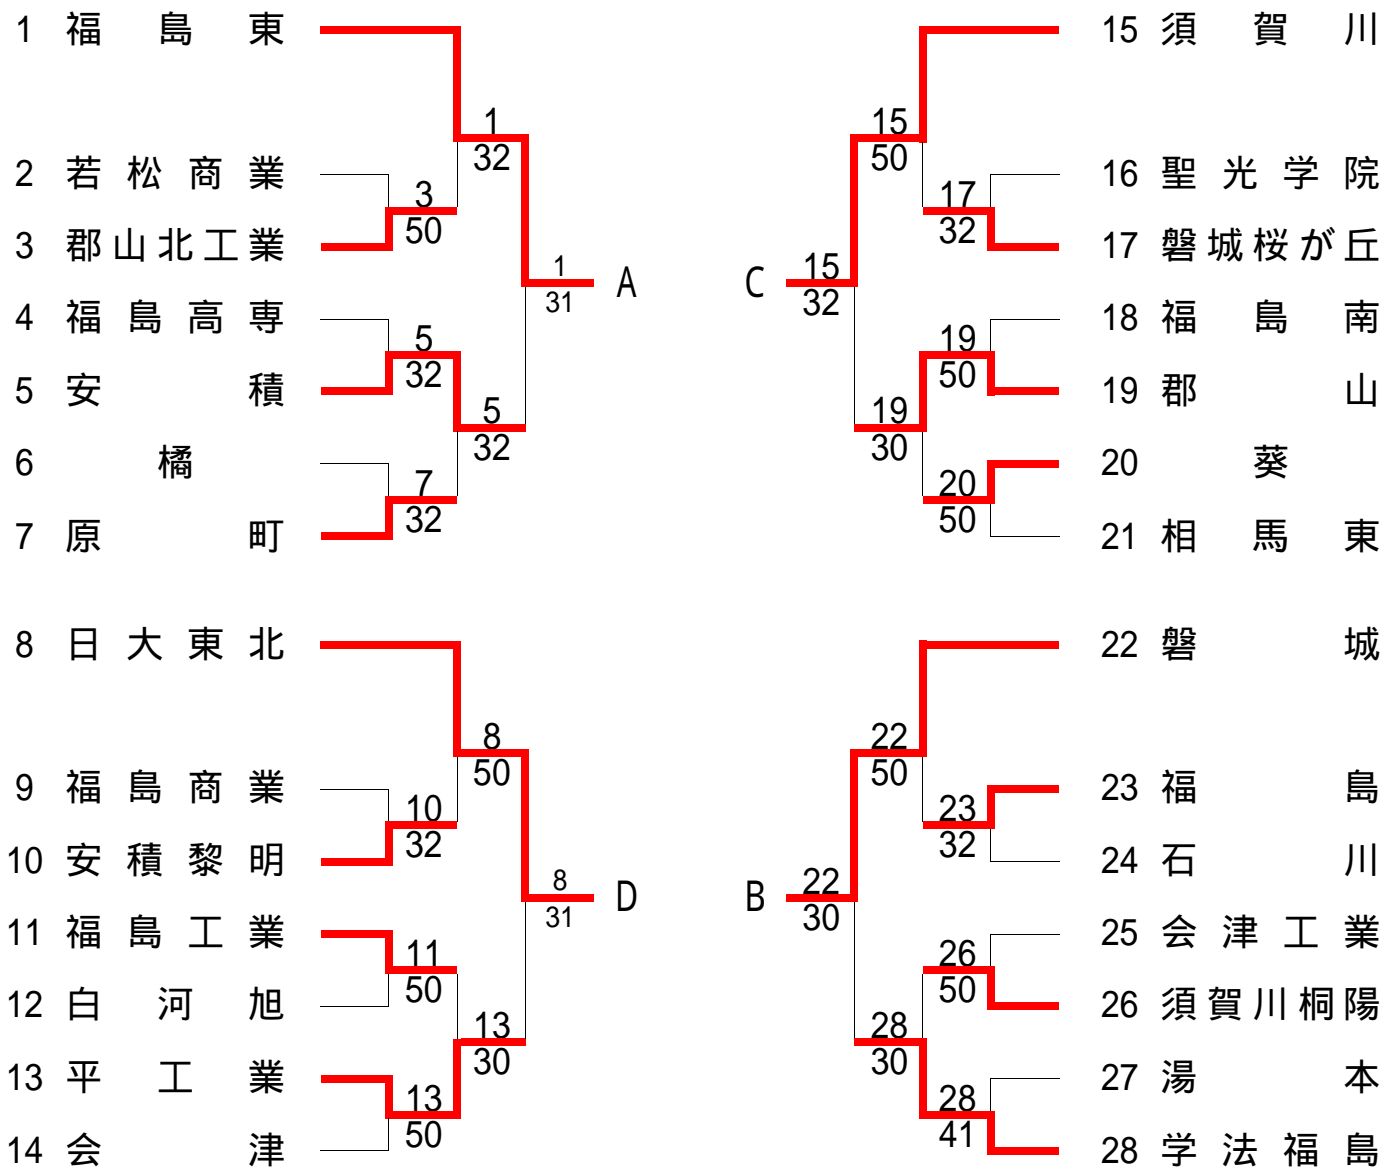 1 福島東
2 若松商業
3 郡山北工業
4 福島高専
5 安積
6 橘
7 原町
1
32
3
50
1
31
A
5
32
5
32
7
32
8 日大東北
9 福島商業
10 安積黎明
11 福島工業
12 白河旭
13 平工業
14 会津
8
50
10
32
8
31
D
11
50
13
30
13
50
15 須賀川
16 聖光学院
17 磐城桜が丘
18 福島南
19 郡山
20 葵
21 相馬東
15
50
17
32
C
15
32
19
50
19
30
20
50
22 磐城
23 福島
24 石川
25 会津工業
26 須賀川桐陽
27 湯本
28 学法福島
22
50
23
32
B
22
30
26
50
28
30
28
41